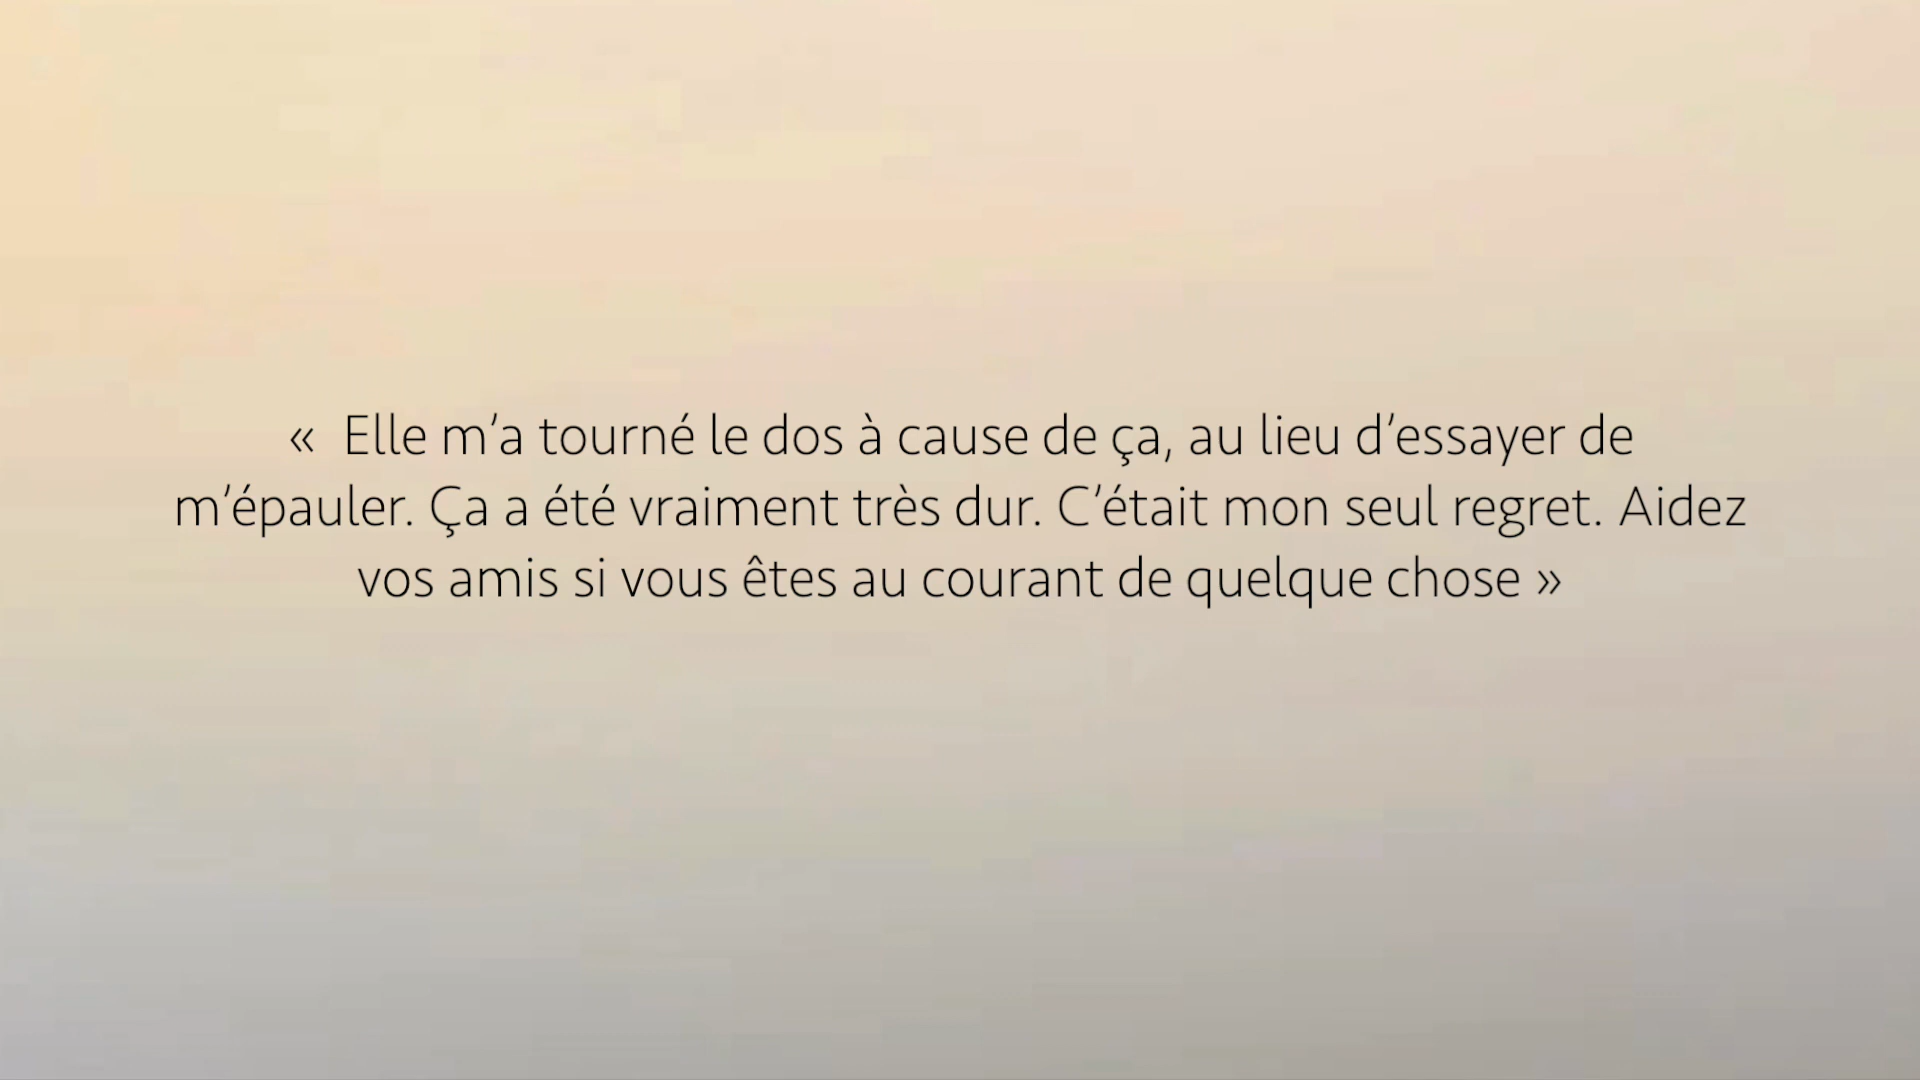 «  Elle m’a tourné le dos à cause de ça, au lieu d’essayer de
m’épauler. Ça a été vraiment très dur. C’était mon seul regret. Aidez
vos amis si vous êtes au courant de quelque chose »